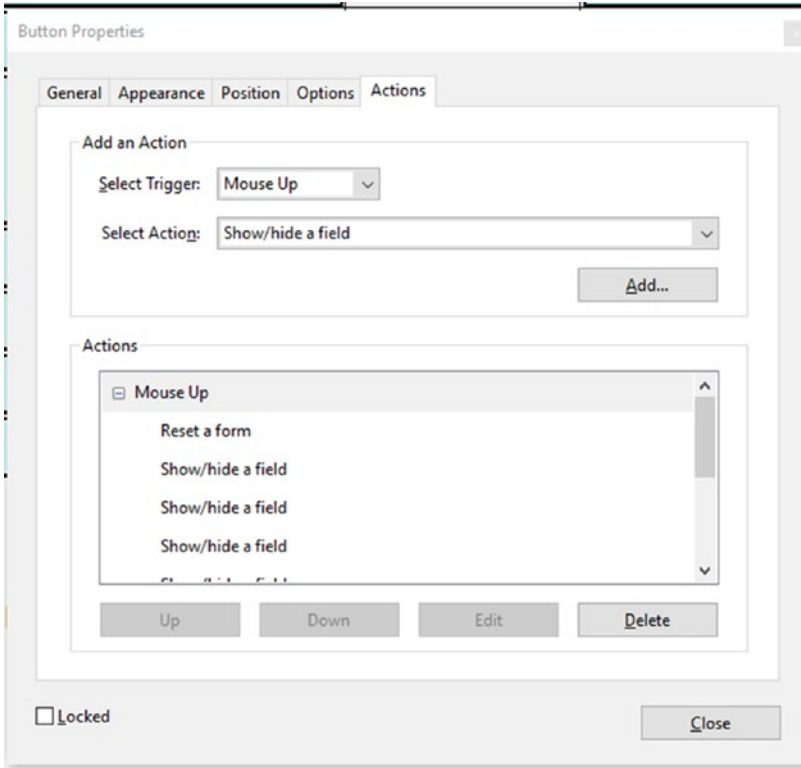 Button Properties
General Appearance Position Options Actions
Add an Action
Select Trigger: Mouse Up
Select Action: Show/hide a field
Add...
Actions
Mouse Up
Reset a form
Show/hide a field
Show/hide a field
Show/hide a field
Up Down Edit Delete
Locked
Close